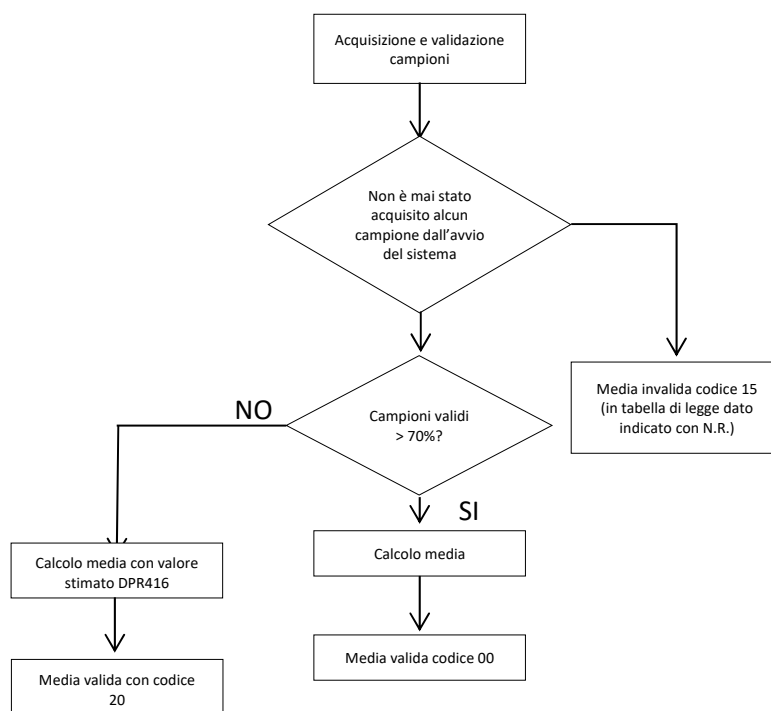 Acquisizione e validazione
campioni
Non è mai stato
acquisito alcun
campione dall'avvio
del sistema
Media invalida codice 15
(in tabella di legge dato
indicato con N.R.)
NO
Campioni validi
> 70%?
SI
Calcolo media con valore
stimato DPR416
Calcolo media
Media valida con codice
20
Media valida codice 00